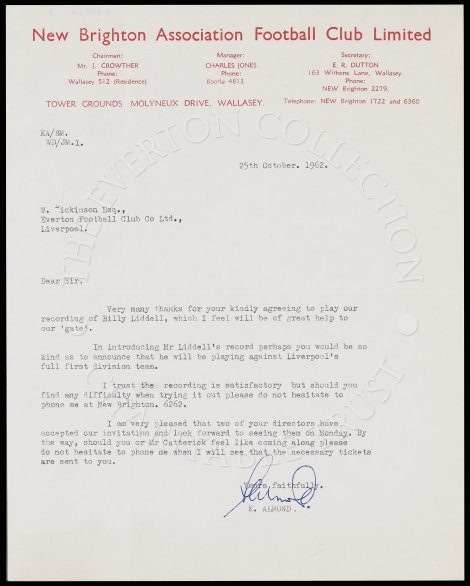 New Brighton Association Football Club Limited
Chairman:
Mr. J. CROWTHER
Phone:
Wallasey 512 (Residence)
Manager:
CHARLES JONES
Phone:
Bootle 4813
Secretary:
E. R. DUTTON
163 Withens Lane, Wallasey.
Phone:
NEW Brighton 2279.
TOWER GROUNDS MOLYNEUX DRIVE, WALLASEY.
Telephone: NEW Brighton 1722 and 6360
KA/BM.
WD/JM.1.
25th October. 1962.
W. Dickinson Esq.,
Everton Football Club Co Ltd.,
Liverpool.
Dear Sir,
Very many thanks for your kindly agreeing to play our
recording of Billy Liddell, which I feel will be of great help to
our 'gate'.
In introducing Mr Liddell's record perhaps you would be so
kind as to announce that he will be playing against Liverpool's
full first division team.
I trust the recording is satisfactory but should you
find any difficulty when trying it out please do not hesitate to
phone me at New Brighton. 6262.
I am very pleased that two of your directors have
accepted our invitation and look forward to seeing them on Monday. By
the way, should you or Mr Catterick feel like coming along please
do not hesitate to phone me when I will see that the necessary tickets
are sent to you.
Yours faithfully.
K. ALMOND.
THE EVERTON COLLECTION
CHARITABLE TRUST